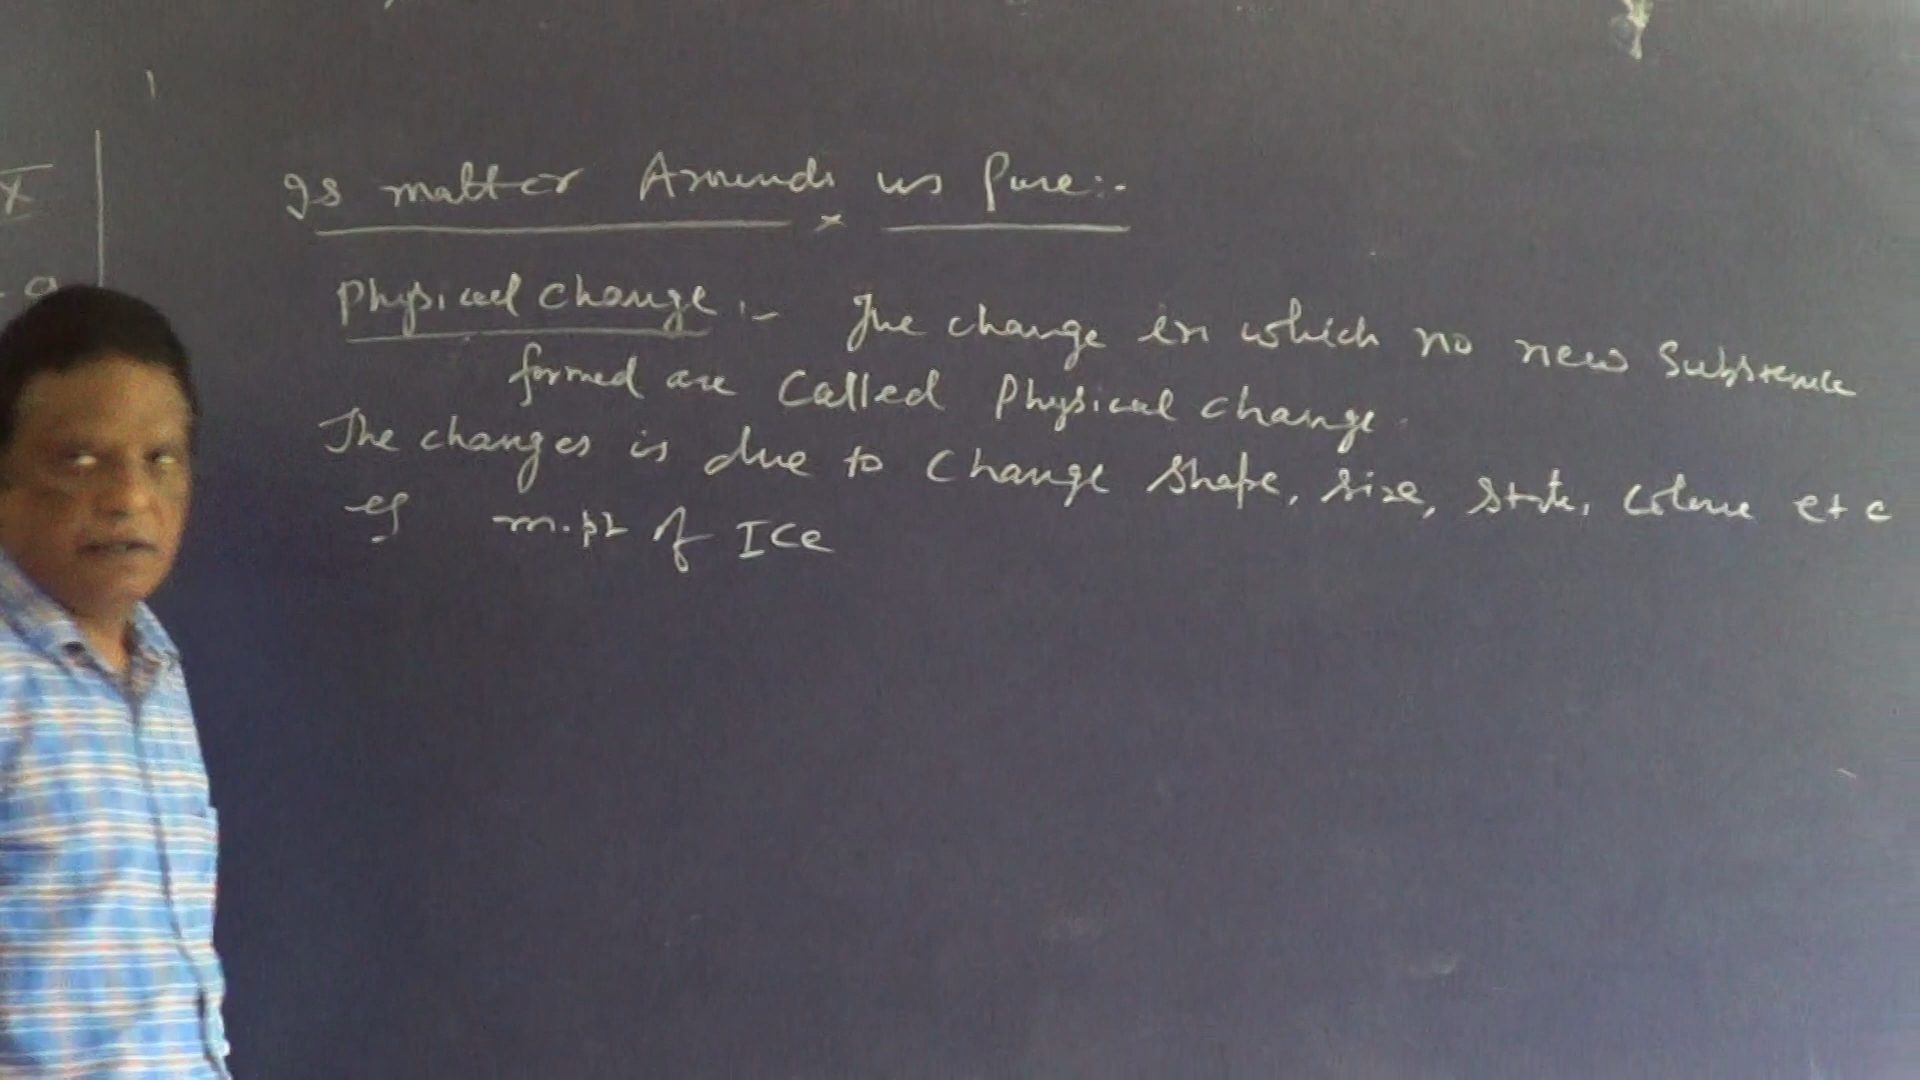 Is matter Arounds us Pure:-
Physical change :- The change in which no new Substance
formed are Called Physical change.
The changes is due to Change Shape, Size, State, colour etc
eg m.pt of ICe